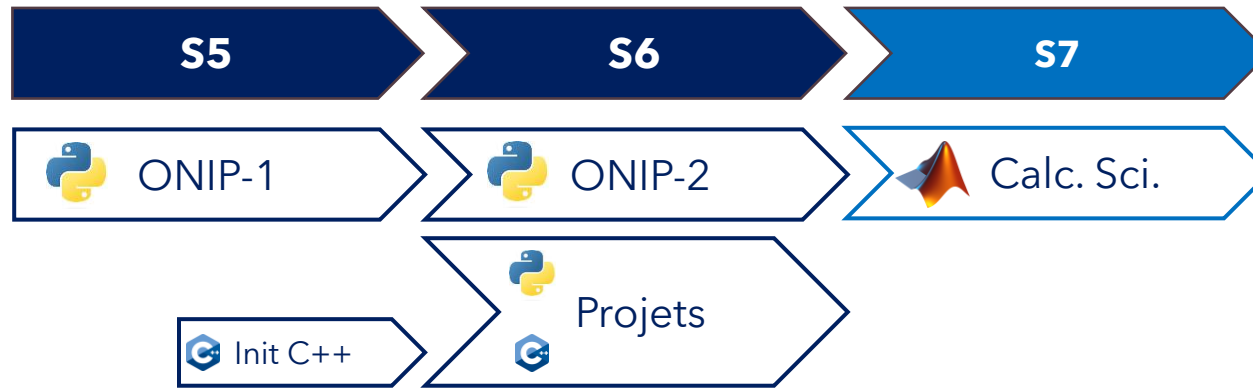 S5
S6
S7
ONIP-1
ONIP-2
Calc. Sci.
Projets
Init C++